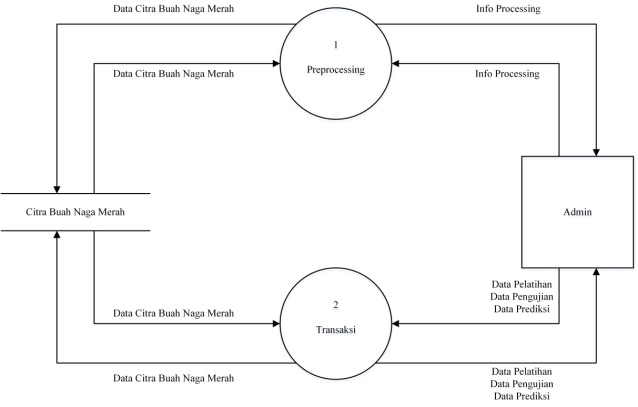 Data Citra Buah Naga Merah
Info Processing
1
Preprocessing
Data Citra Buah Naga Merah
Info Processing
Citra Buah Naga Merah
Admin
Data Pelatihan
Data Pengujian
Data Prediksi
2
Transaksi
Data Citra Buah Naga Merah
Data Citra Buah Naga Merah
Data Pelatihan
Data Pengujian
Data Prediksi